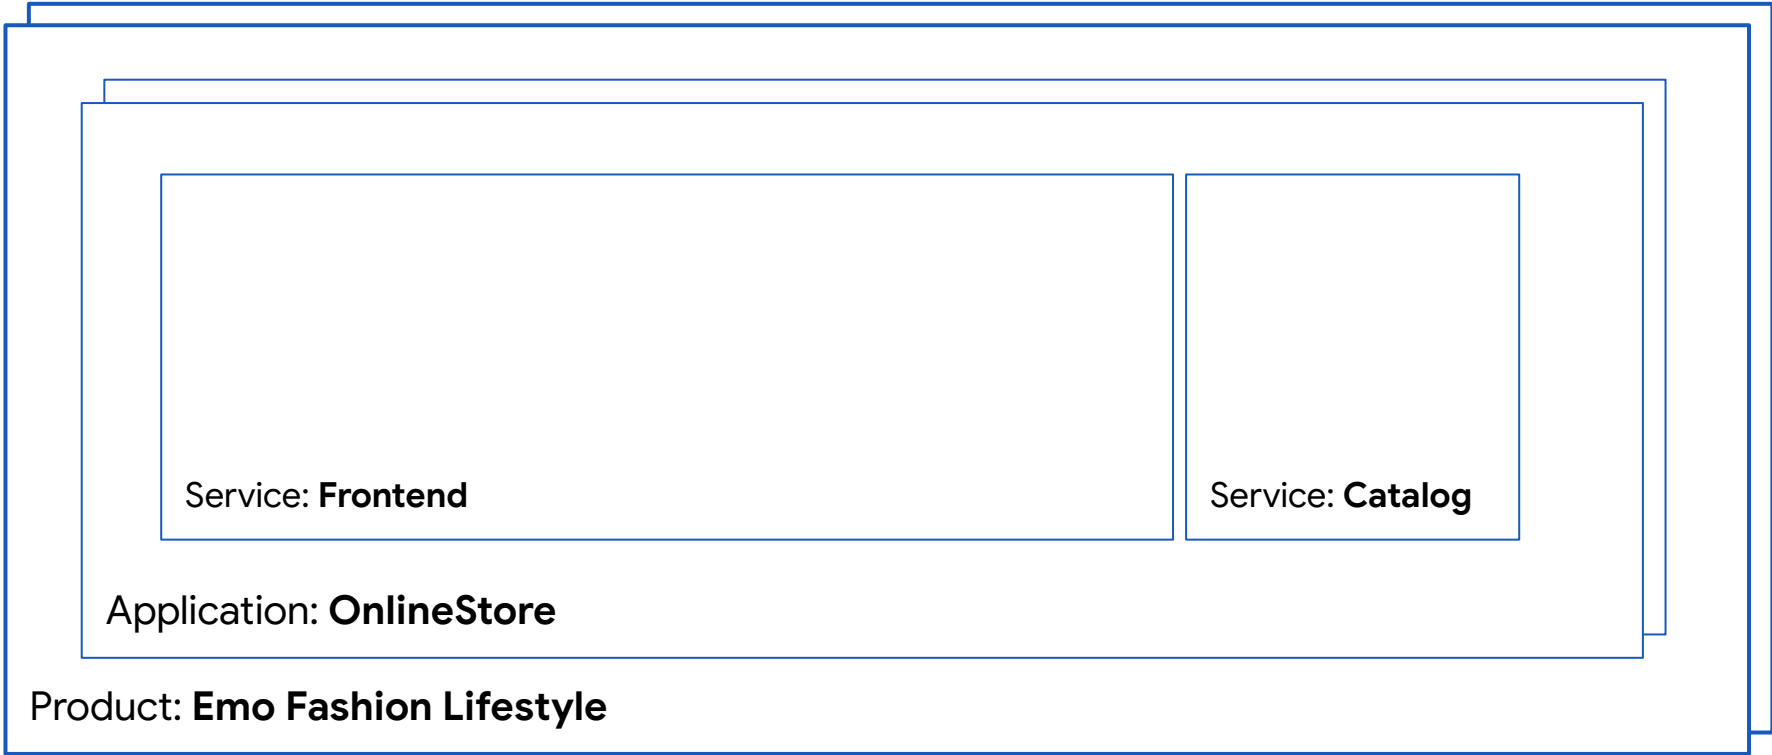 Service: Frontend
Service: Catalog
Application: OnlineStore
Product: Emo Fashion Lifestyle